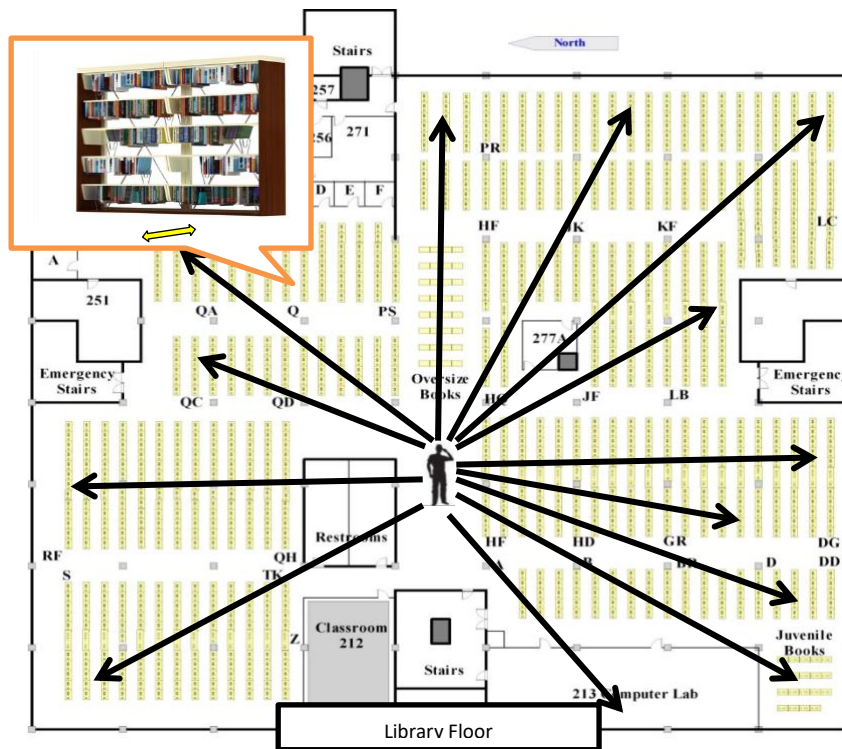 North
Stairs
257
256
271
PR
D E F
HF
JK
KF
LC
A
251
QA
Q
PS
277A
Emergency
Stairs
Oversize
Books
Emergency
Stairs
QC
QD
HG
JF
LB
Restrooms
RF
QH
HF
HD
GR
DG
S
TK
A
B
D
DD
Z
Classroom
212
Juvenile
Books
Stairs
213 Computer Lab
Library Floor